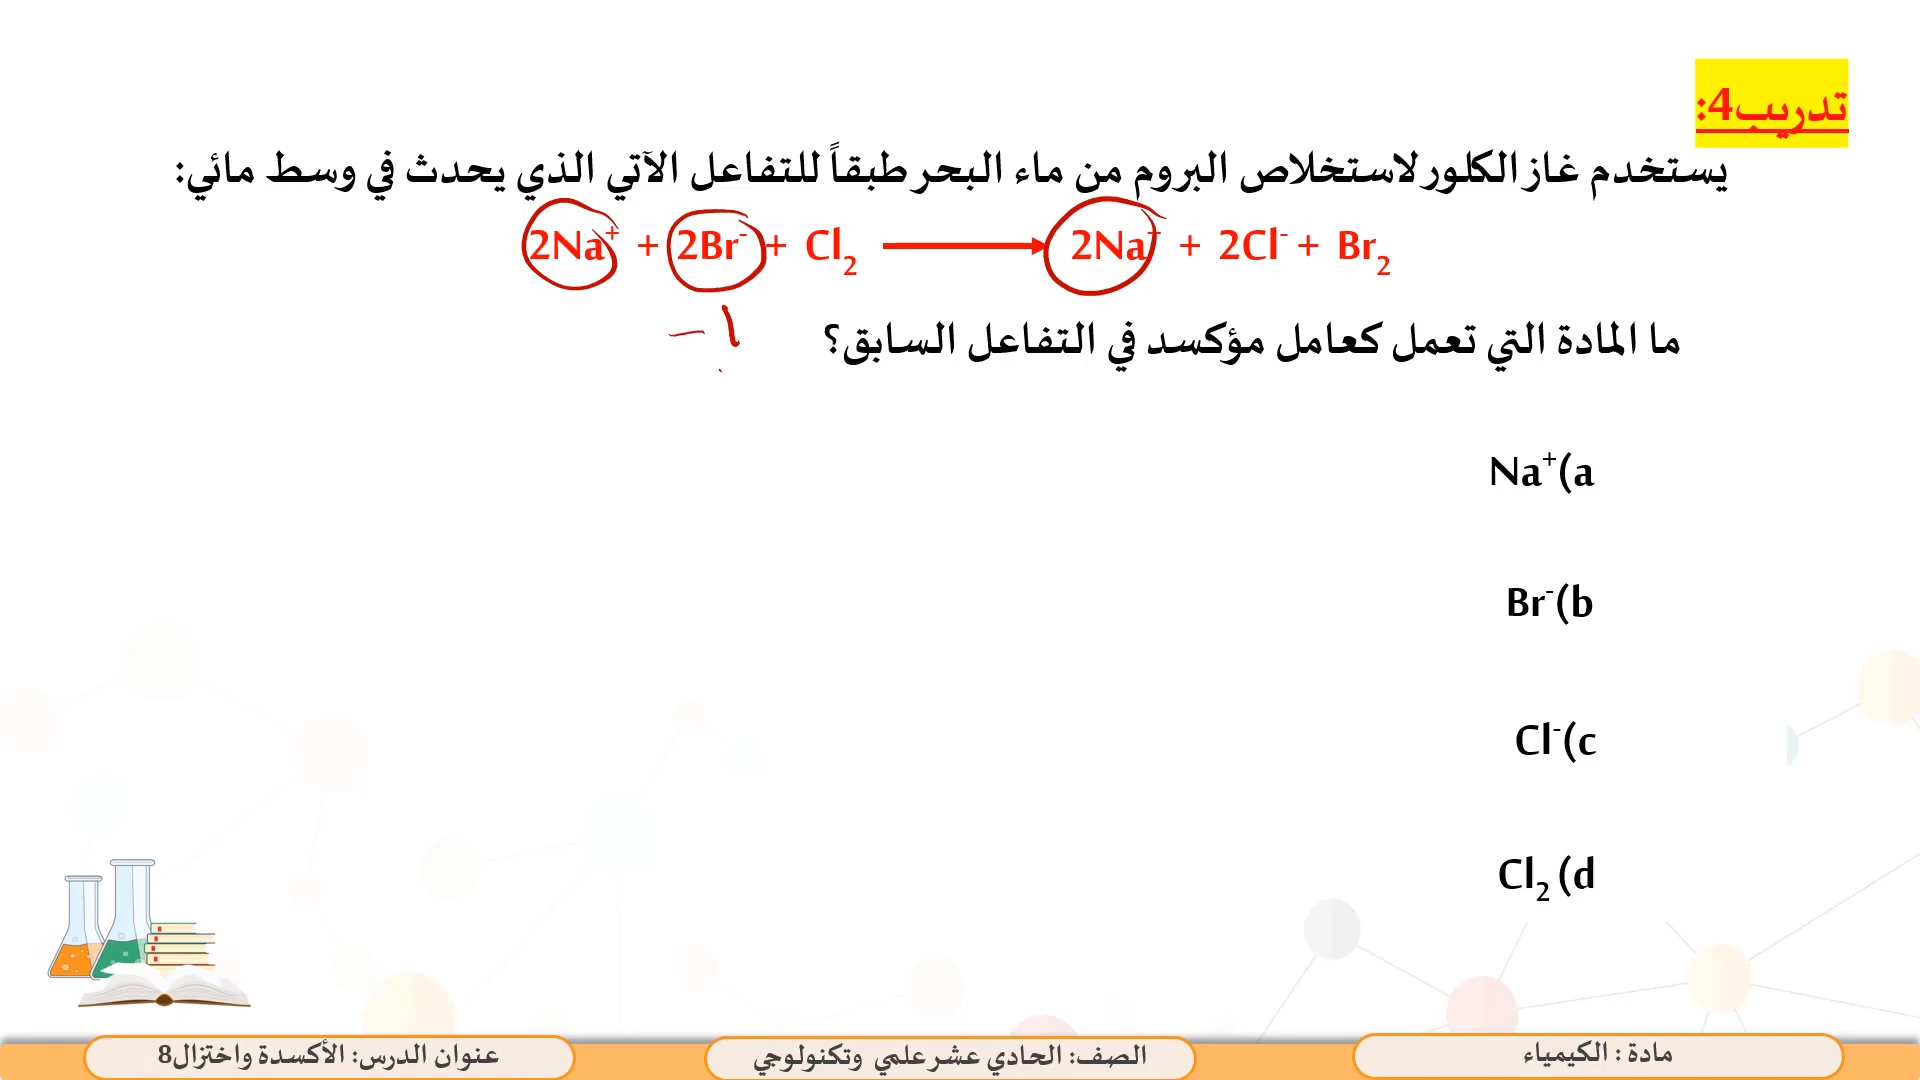 تدريب4:
يستخدم غاز الكلور لاستخلاص البروم من ماء البحر طبقاً للتفاعل الآتي الذي يحدث في وسط مائي:
2Na⁺ + 2Br⁻ + Cl₂ ⟶ 2Na⁺ + 2Cl⁻ + Br₂
-1
ما المادة التي تعمل كعامل مؤكسد في التفاعل السابق؟
Na⁺(a
Br⁻(b
Cl⁻(c
Cl₂ (d
مادة : الكيمياء
الصف: الحادي عشر علمي وتكنولوجي
عنوان الدرس: الأكسدة واختزال8